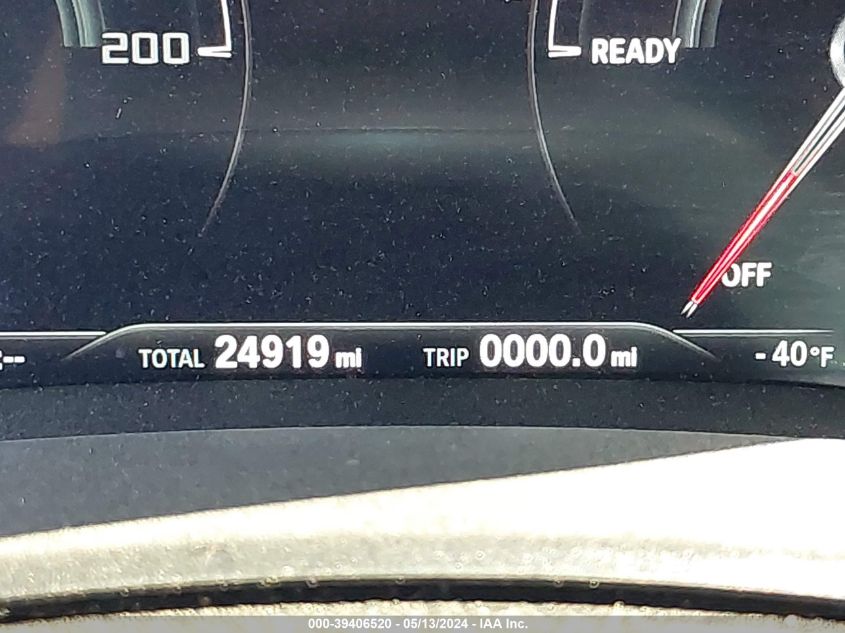 200
READY
OFF
:-- TOTAL 24919 mi TRIP 0000.0 mi -40°F
000-39406520 - 05/13/2024 - IAA Inc.